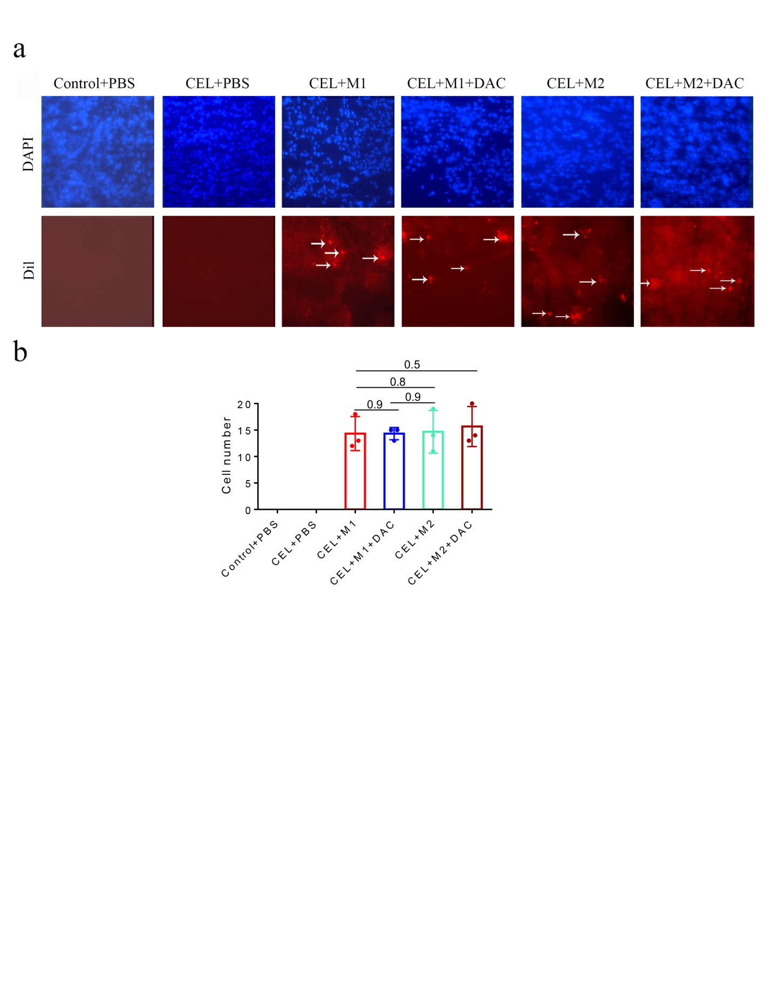 a
Control+PBS CEL+PBS CEL+M1 CEL+M1+DAC CEL+M2 CEL+M2+DAC
DAPI
Dil
b
0.5
0.8
0.9
0.9
Cell number
20
15
10
5
0
Control+PBS
CEL+PBS
CEL+M1
CEL+M1+DAC
CEL+M2
CEL+M2+DAC